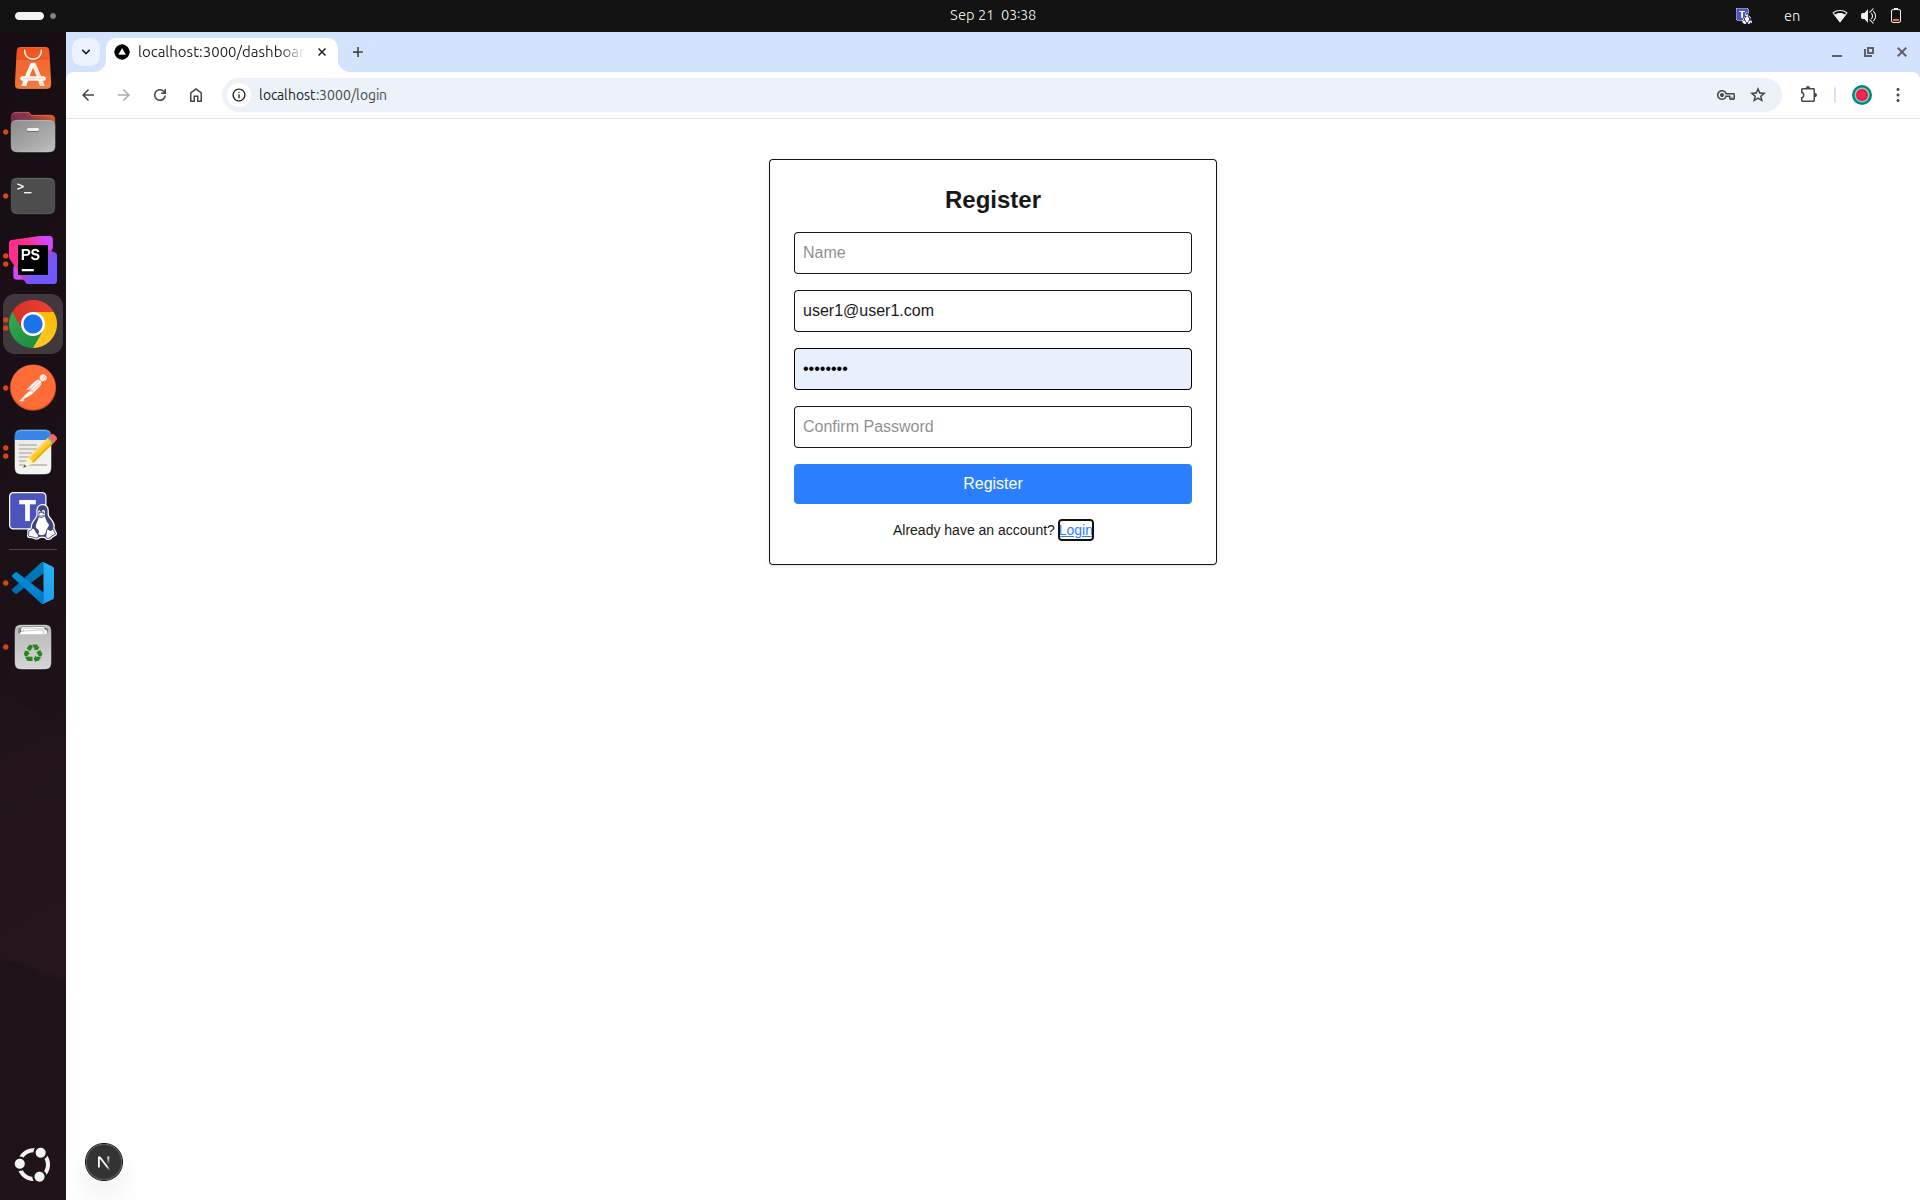 Sep 21 03:38
en
localhost:3000/dashboar
localhost:3000/login
Register
Name
user1@user1.com
••••••••
Confirm Password
Register
Already have an account? Login
>_
PS
T
N